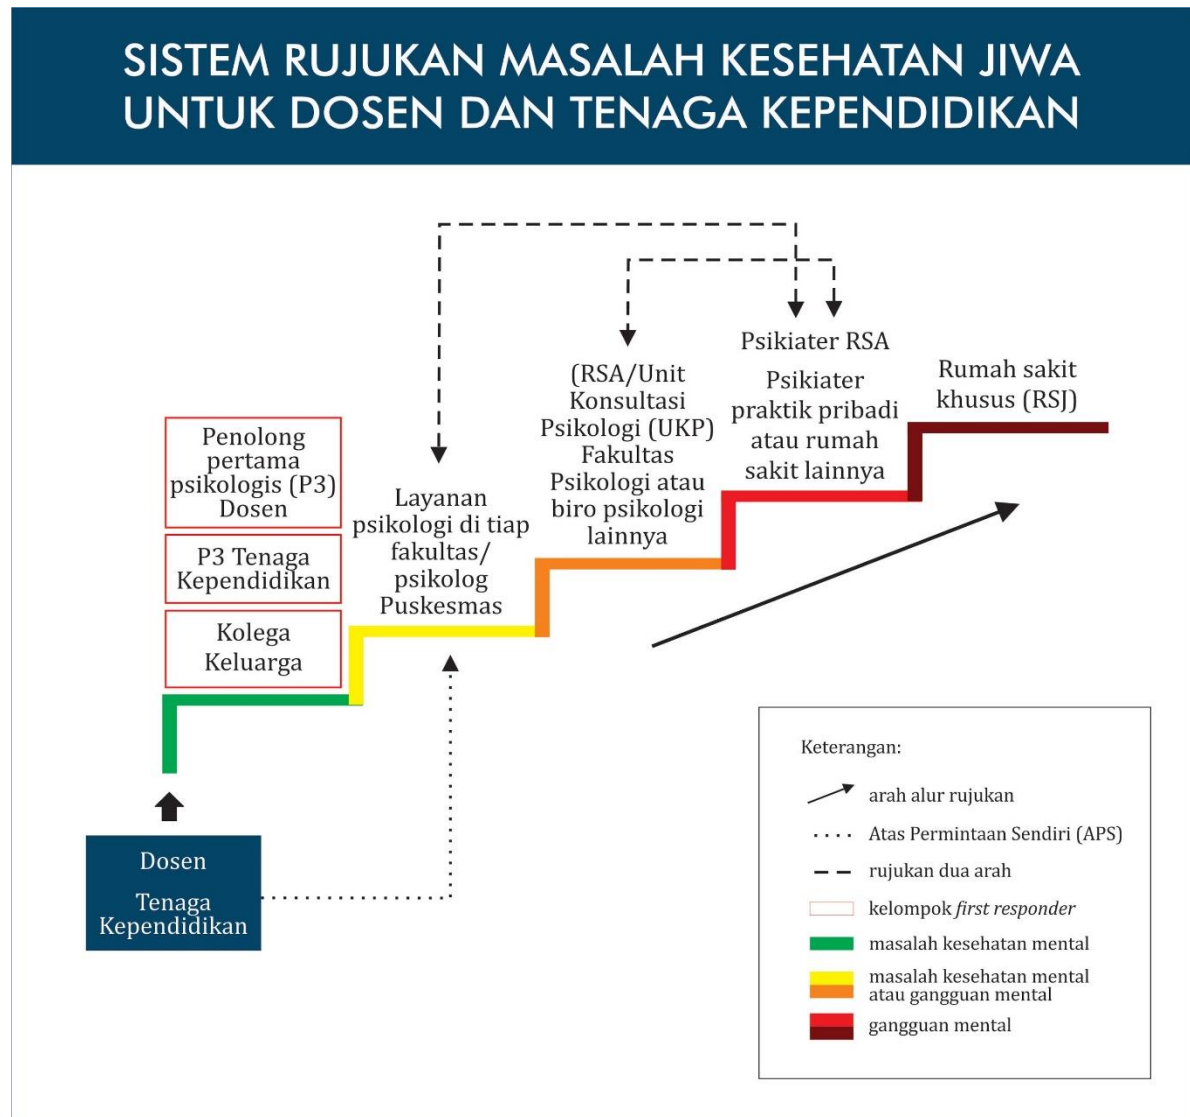 SISTEM RUJUKAN MASALAH KESEHATAN JIWA
UNTUK DOSEN DAN TENAGA KEPENDIDIKAN
Penolong
pertama
psikologis (P3)
Dosen
P3 Tenaga
Kependidikan
Kolega
Keluarga
Layanan
psikologi di tiap
fakultas/
psikolog
Puskesmas
(RSA/Unit
Konsultasi
Psikologi (UKP)
Fakultas
Psikologi atau
biro psikologi
lainnya
Psikiater RSA
Psikiater
praktik pribadi
atau rumah
sakit lainnya
Rumah sakit
khusus (RSJ)
Dosen
Tenaga
Kependidikan
Keterangan:
arah alur rujukan
Atas Permintaan Sendiri (APS)
rujukan dua arah
kelompok first responder
masalah kesehatan mental
masalah kesehatan mental
atau gangguan mental
gangguan mental